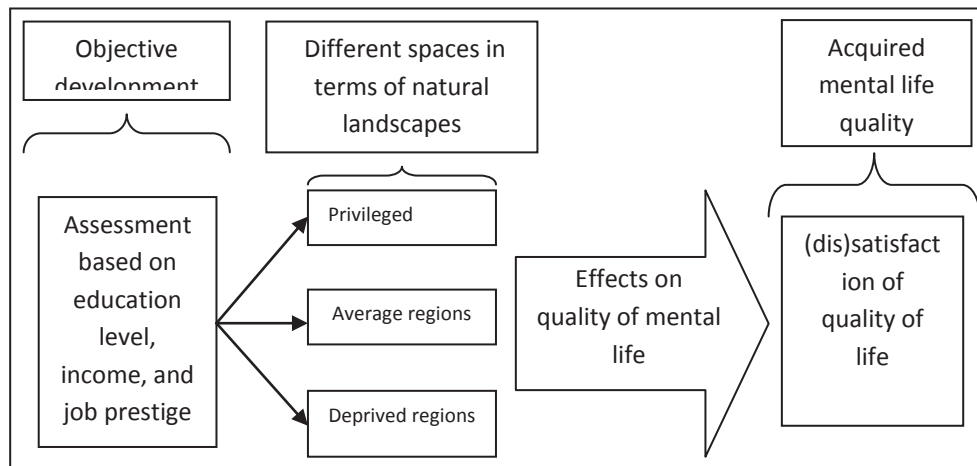 Objective
development
Different spaces in
terms of natural
landscapes
Acquired
mental life
quality
Assessment
based on
education
level,
income, and
job prestige
Privileged
Average regions
Deprived regions
Effects on
quality of mental
life
(dis)satisfact
ion of
quality of
life